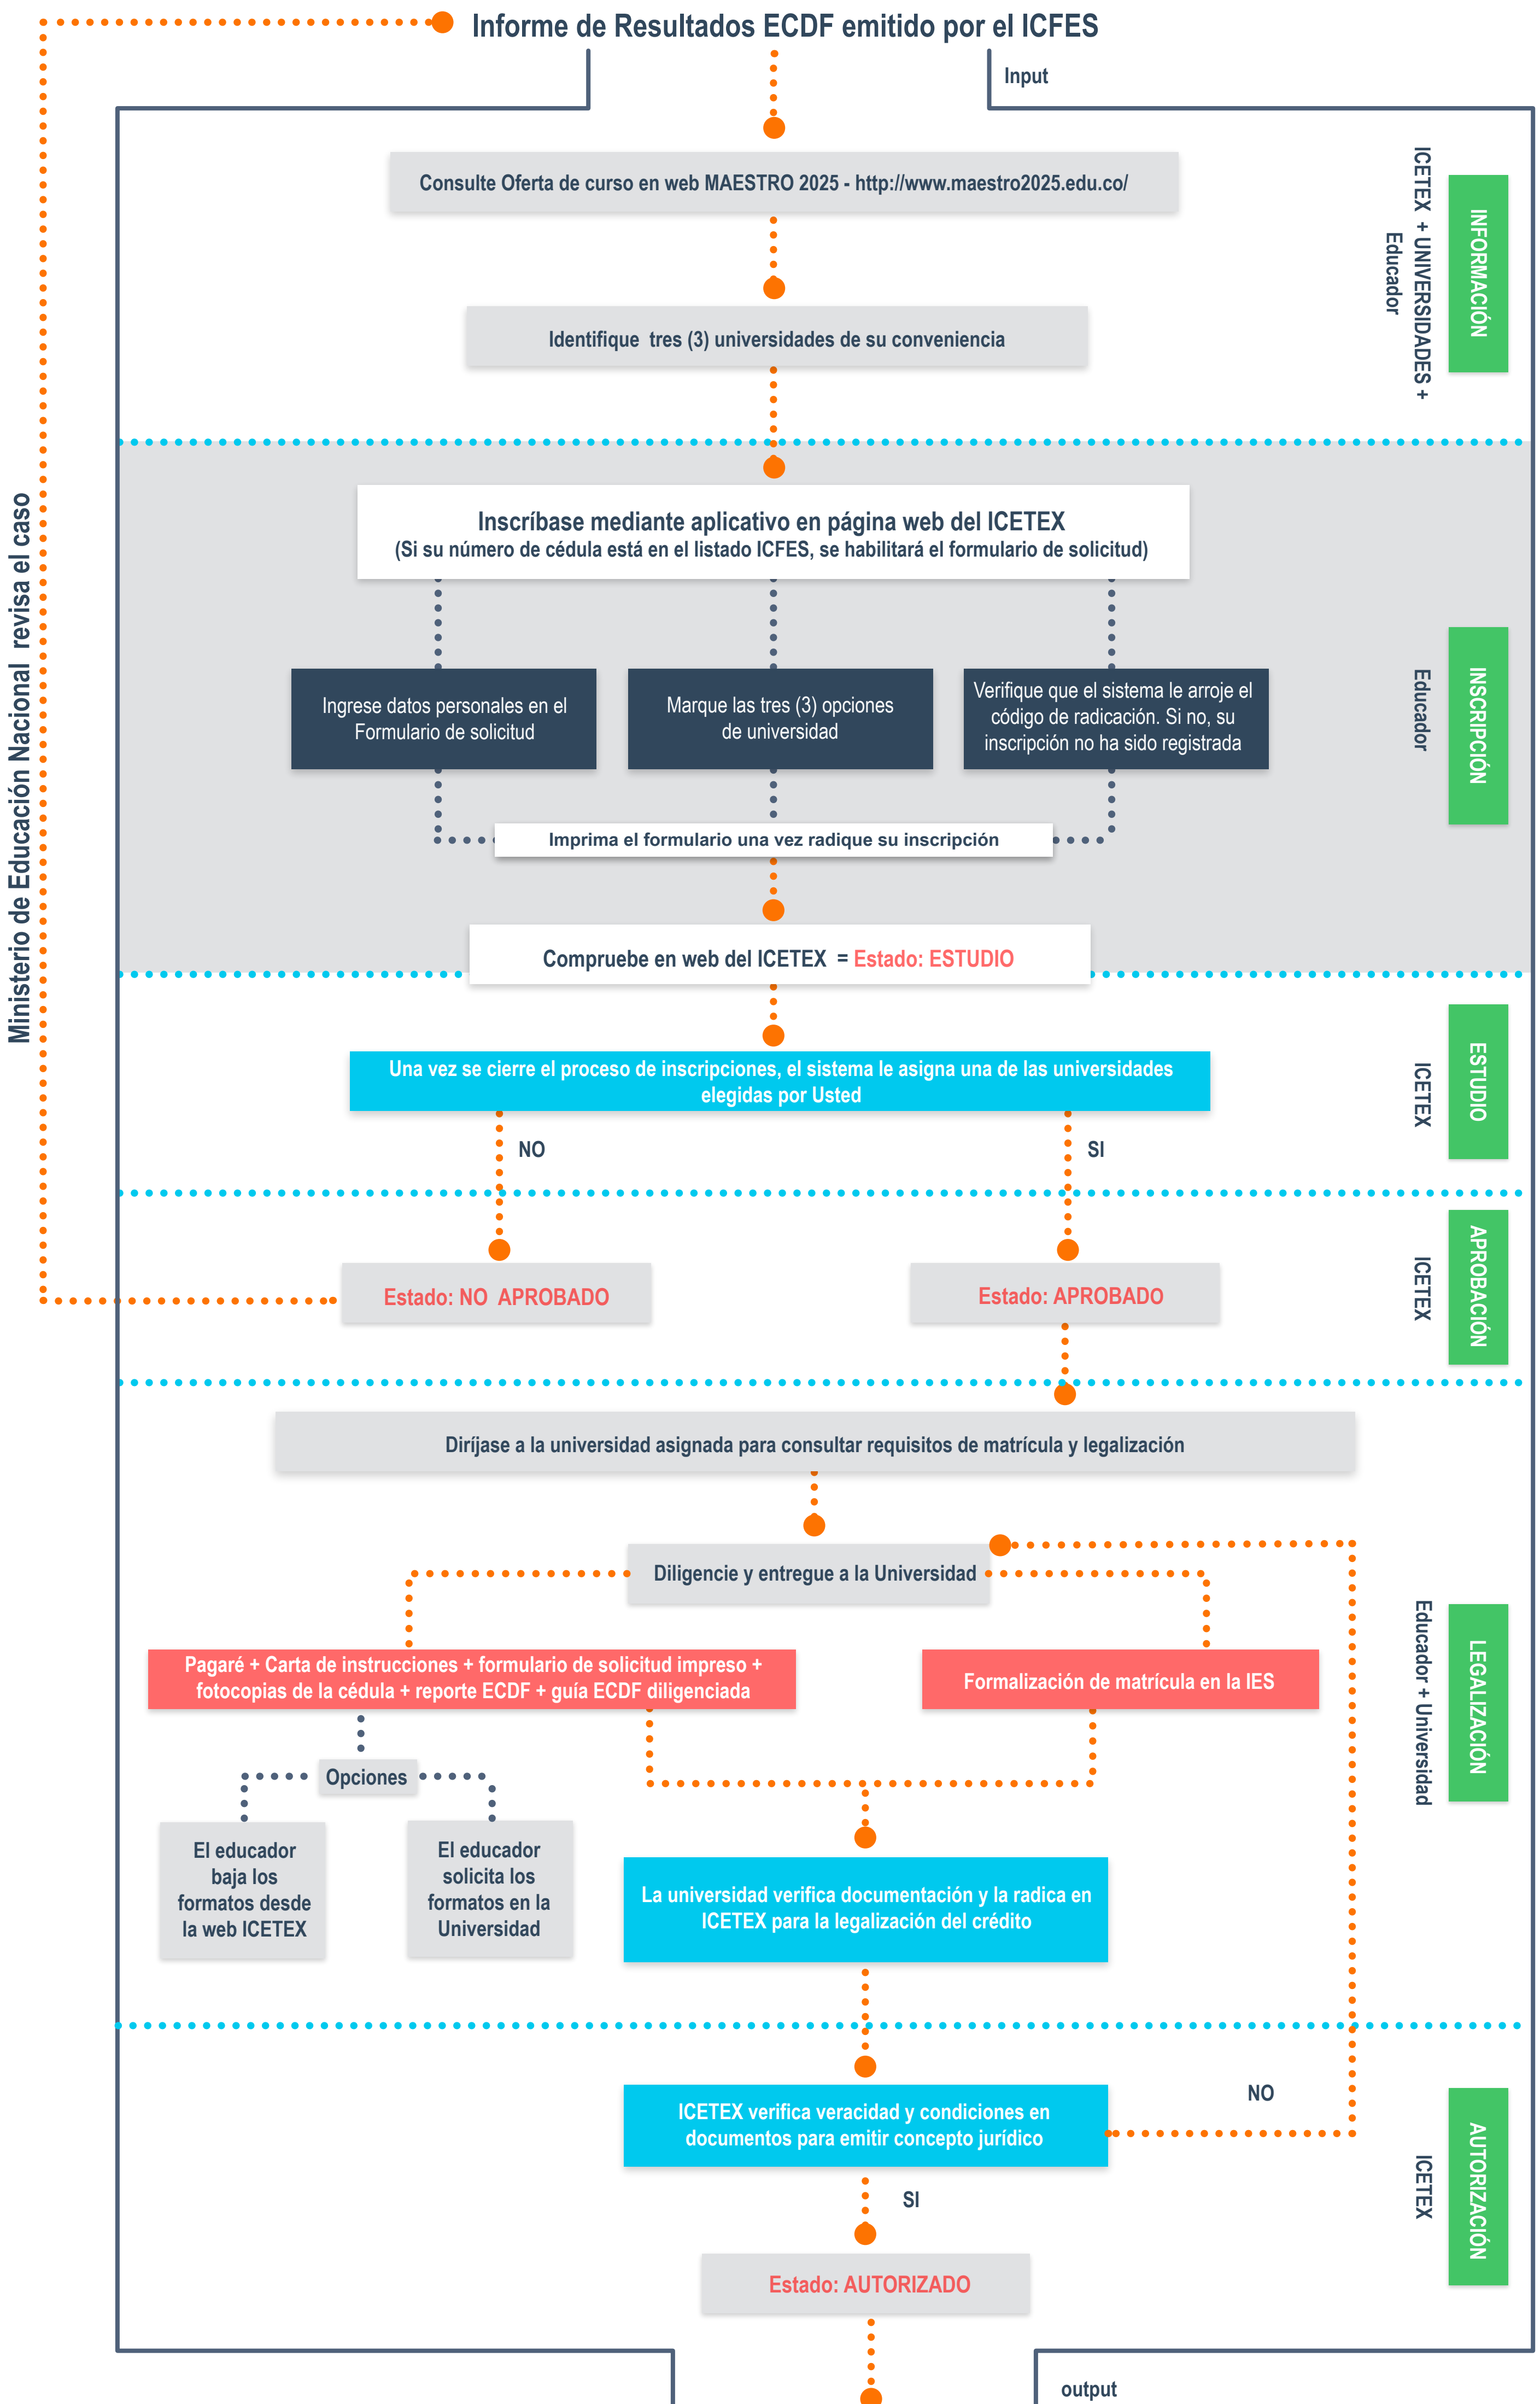 Informe de Resultados ECDF emitido por el ICFES
Input
Consulte Oferta de curso en web MAESTRO 2025 - http://www.maestro2025.edu.co/
Identifique tres (3) universidades de su conveniencia
ICETEX + UNIVERSIDADES +
Educador
INFORMACIÓN
Ministerio de Educación Nacional revisa el caso
Inscríbase mediante aplicativo en página web del ICETEX
(Si su número de cédula está en el listado ICFES, se habilitará el formulario de solicitud)
Ingrese datos personales en el
Formulario de solicitud
Marque las tres (3) opciones
de universidad
Verifique que el sistema le arroje el
código de radicación. Si no, su
inscripción no ha sido registrada
Imprima el formulario una vez radique su inscripción
Compruebe en web del ICETEX = Estado: ESTUDIO
Educador
INSCRIPCIÓN
Una vez se cierre el proceso de inscripciones, el sistema le asigna una de las universidades
elegidas por Usted
NO
SI
ICETEX
ESTUDIO
Estado: NO APROBADO
Estado: APROBADO
ICETEX
APROBACIÓN
Diríjase a la universidad asignada para consultar requisitos de matrícula y legalización
Diligencie y entregue a la Universidad
Pagaré + Carta de instrucciones + formulario de solicitud impreso +
fotocopias de la cédula + reporte ECDF + guía ECDF diligenciada
Formalización de matrícula en la IES
Opciones
El educador
baja los
formatos desde
la web ICETEX
El educador
solicita los
formatos en la
Universidad
La universidad verifica documentación y la radica en
ICETEX para la legalización del crédito
Educador + Universidad
LEGALIZACIÓN
ICETEX verifica veracidad y condiciones en
documentos para emitir concepto jurídico
NO
SI
Estado: AUTORIZADO
ICETEX
AUTORIZACIÓN
output